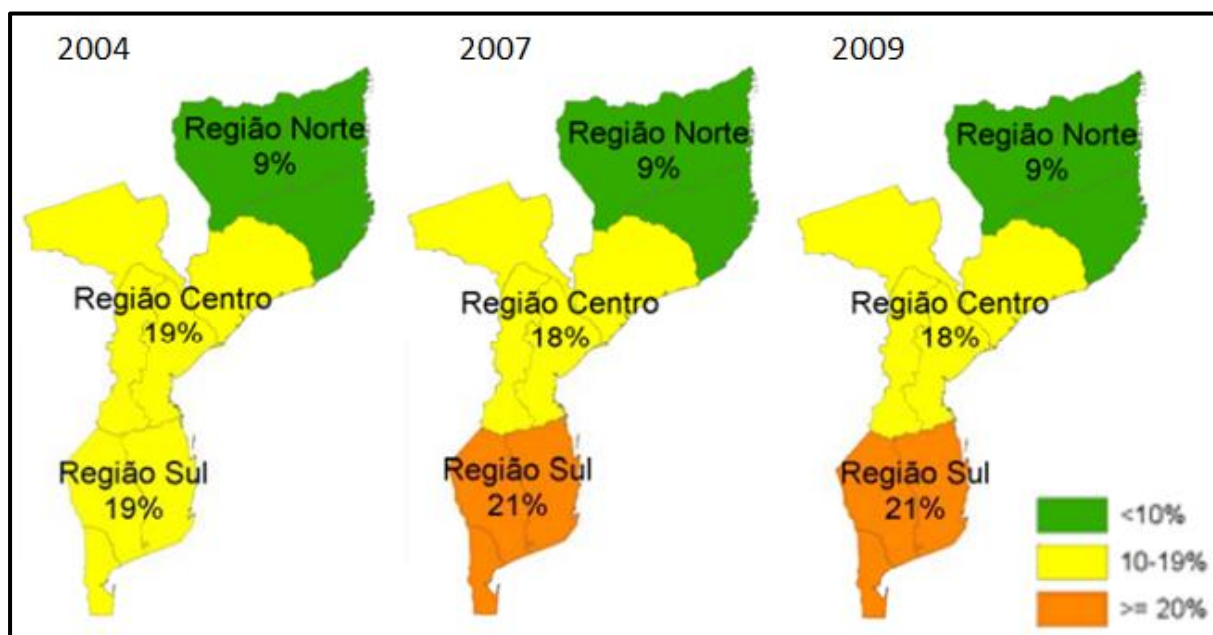 2004
Região Norte
9%
Região Centro
19%
Região Sul
19%
2007
Região Norte
9%
Região Centro
18%
Região Sul
21%
2009
Região Norte
9%
Região Centro
18%
Região Sul
21%
<10%
10-19%
>= 20%